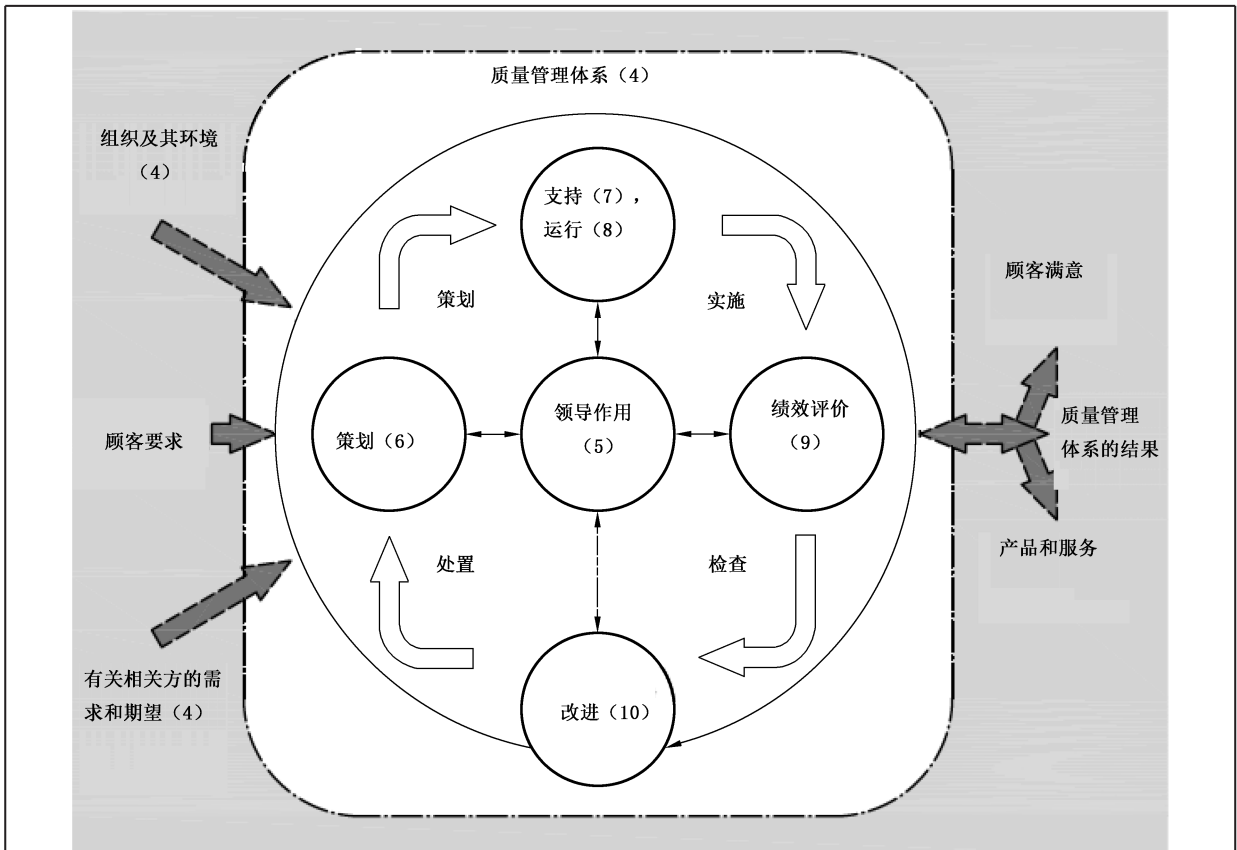 质量管理体系（4）
组织及其环境
（4）
支持（7），
运行（8）
策划
实施
顾客满意
顾客要求
策划（6）
领导作用
（5）
绩效评价
（9）
质量管理
体系的结果
处置
检查
产品和服务
有关相关方的需
求和期望（4）
改进（10）